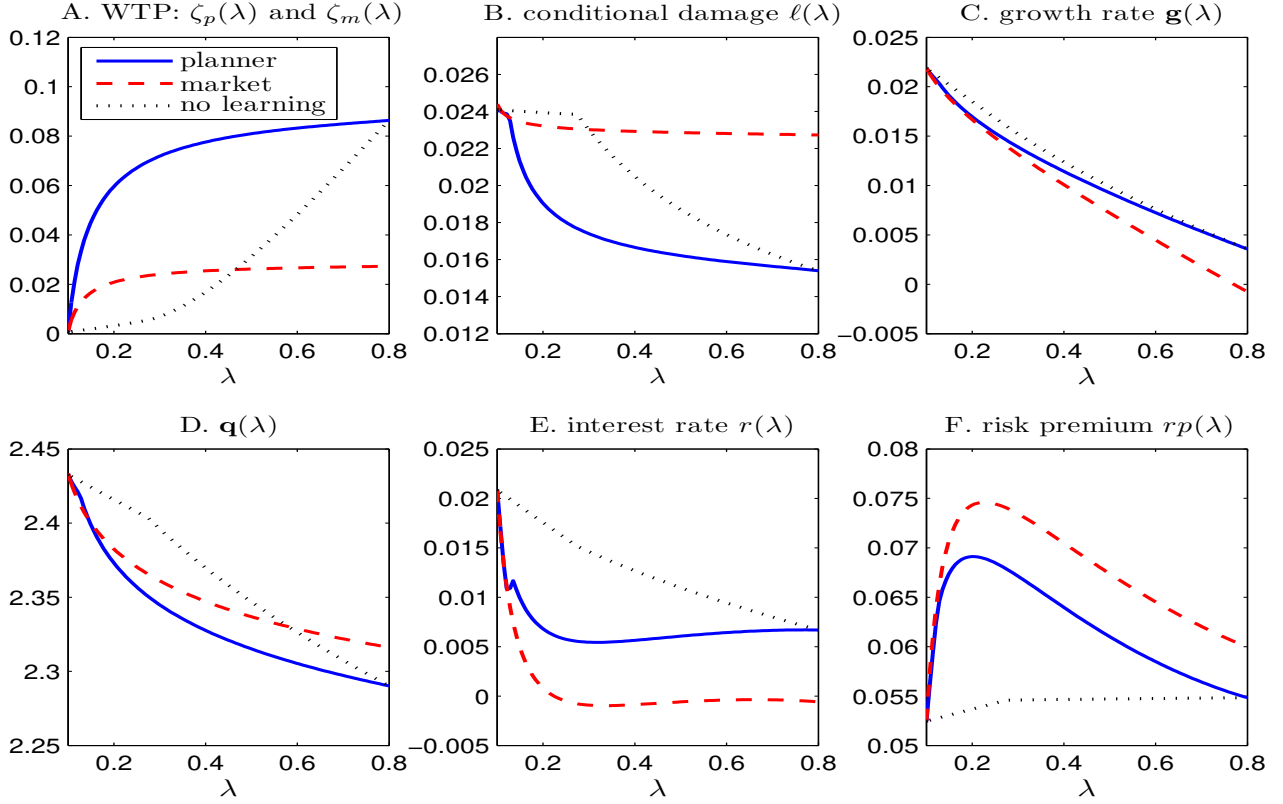 A. WTP: ζp(λ) and ζm(λ)
0.12
0.1
0.08
0.06
0.04
0.02
0
0.2 0.4 0.6 0.8
λ
planner
market
no learning
B. conditional damage ℓ(λ)
0.026
0.024
0.022
0.02
0.018
0.016
0.014
0.012
0.2 0.4 0.6 0.8
λ
C. growth rate g(λ)
0.025
0.02
0.015
0.01
0.005
0
−0.005
0.2 0.4 0.6 0.8
λ
D. q(λ)
2.45
2.4
2.35
2.3
2.25
0.2 0.4 0.6 0.8
λ
E. interest rate r(λ)
0.025
0.02
0.015
0.01
0.005
0
−0.005
0.2 0.4 0.6 0.8
λ
F. risk premium rp(λ)
0.08
0.075
0.07
0.065
0.06
0.055
0.05
0.2 0.4 0.6 0.8
λ